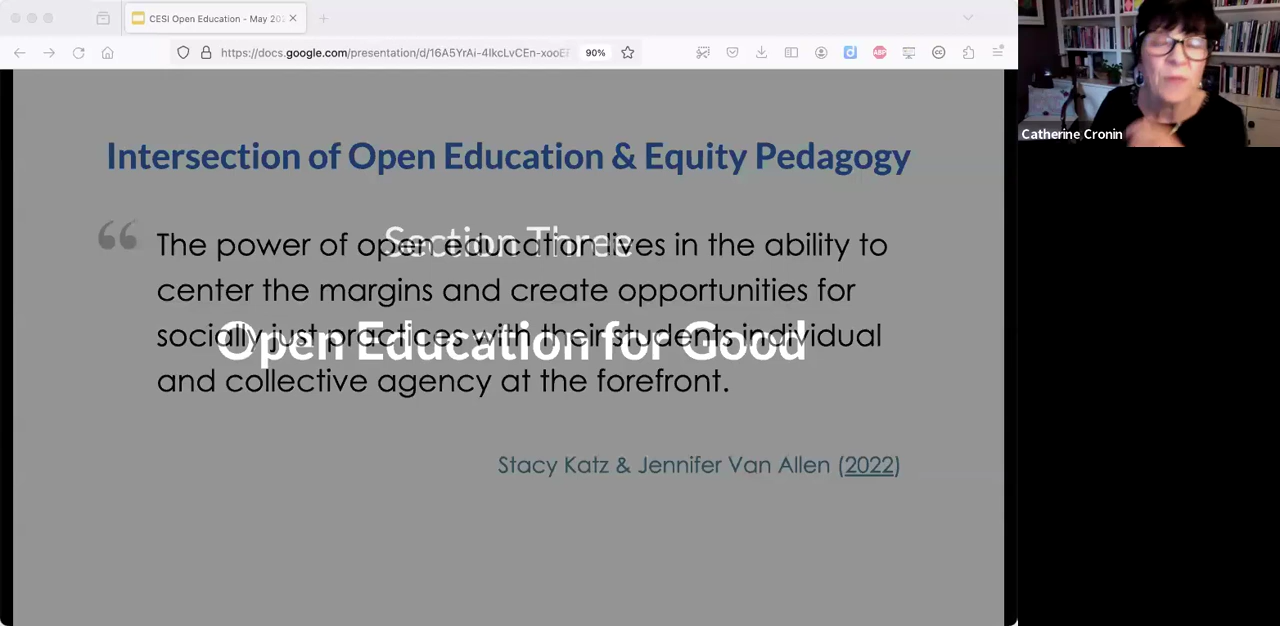 CESI Open Education - May 202
https://docs.google.com/presentation/d/16A5YrAi-4IkcLvCEn-xooE
90%
ABP
cc
Catherine Cronin
Intersection of Open Education & Equity Pedagogy
“
The power of open education lives in the ability to
center the margins and create opportunities for
socially just practices with their students individual
and collective agency at the forefront.
Section Three
Open Education for Good
Stacy Katz & Jennifer Van Allen (2022)